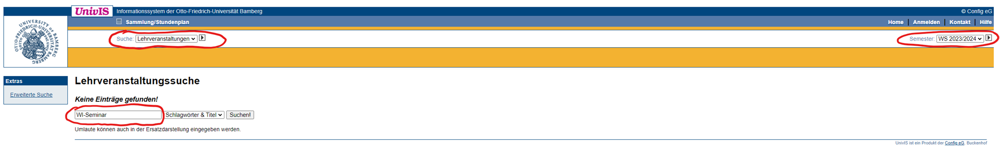 UnivIS Informationssystem der Otto-Friedrich-Universität Bamberg © Config eG
Sammlung/Stundenplan Home Anmelden Kontakt Hilfe
UNIVERSITY OF BAMBERG
OTTO-FRIEDRICH-UNIVERSITÄT BAMBERG
Suche: Lehrveranstaltungen Semester: WS 2023/2024
Extras
Erweiterte Suche
Lehrveranstaltungssuche
Keine Einträge gefunden!
WI-Seminar Schlagwörter & Titel Suchen!
Umlaute können auch in der Ersatzdarstellung eingegeben werden.
UnivIS ist ein Produkt der Config eG, Buckenhof